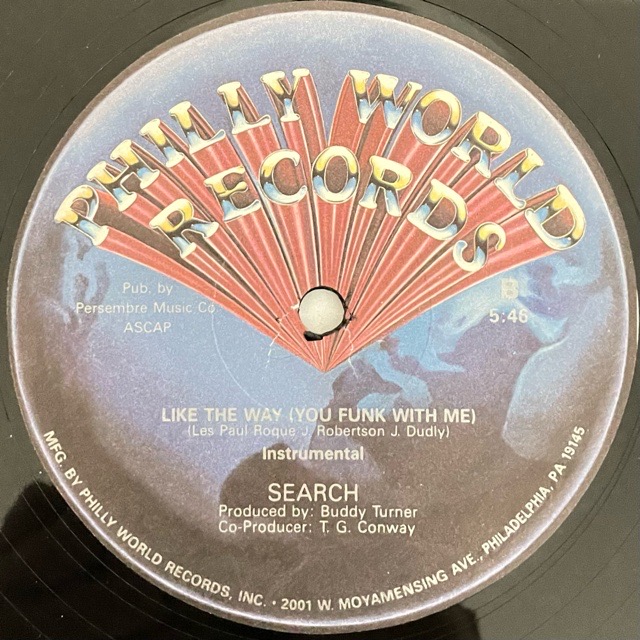 PHILLY WORLD
RECORDS
Pub. by
Persembre Music Co
ASCAP
B
5:46
LIKE THE WAY (YOU FUNK WITH ME)
(Les Paul Roque J. Robertson J. Dudly)
Instrumental
SEARCH
Produced by: Buddy Turner
Co-Producer: T. G. Conway
MFG. BY PHILLY WORLD RECORDS, INC. • 2001 W. MOYAMENSING AVE., PHILADELPHIA, PA 19145